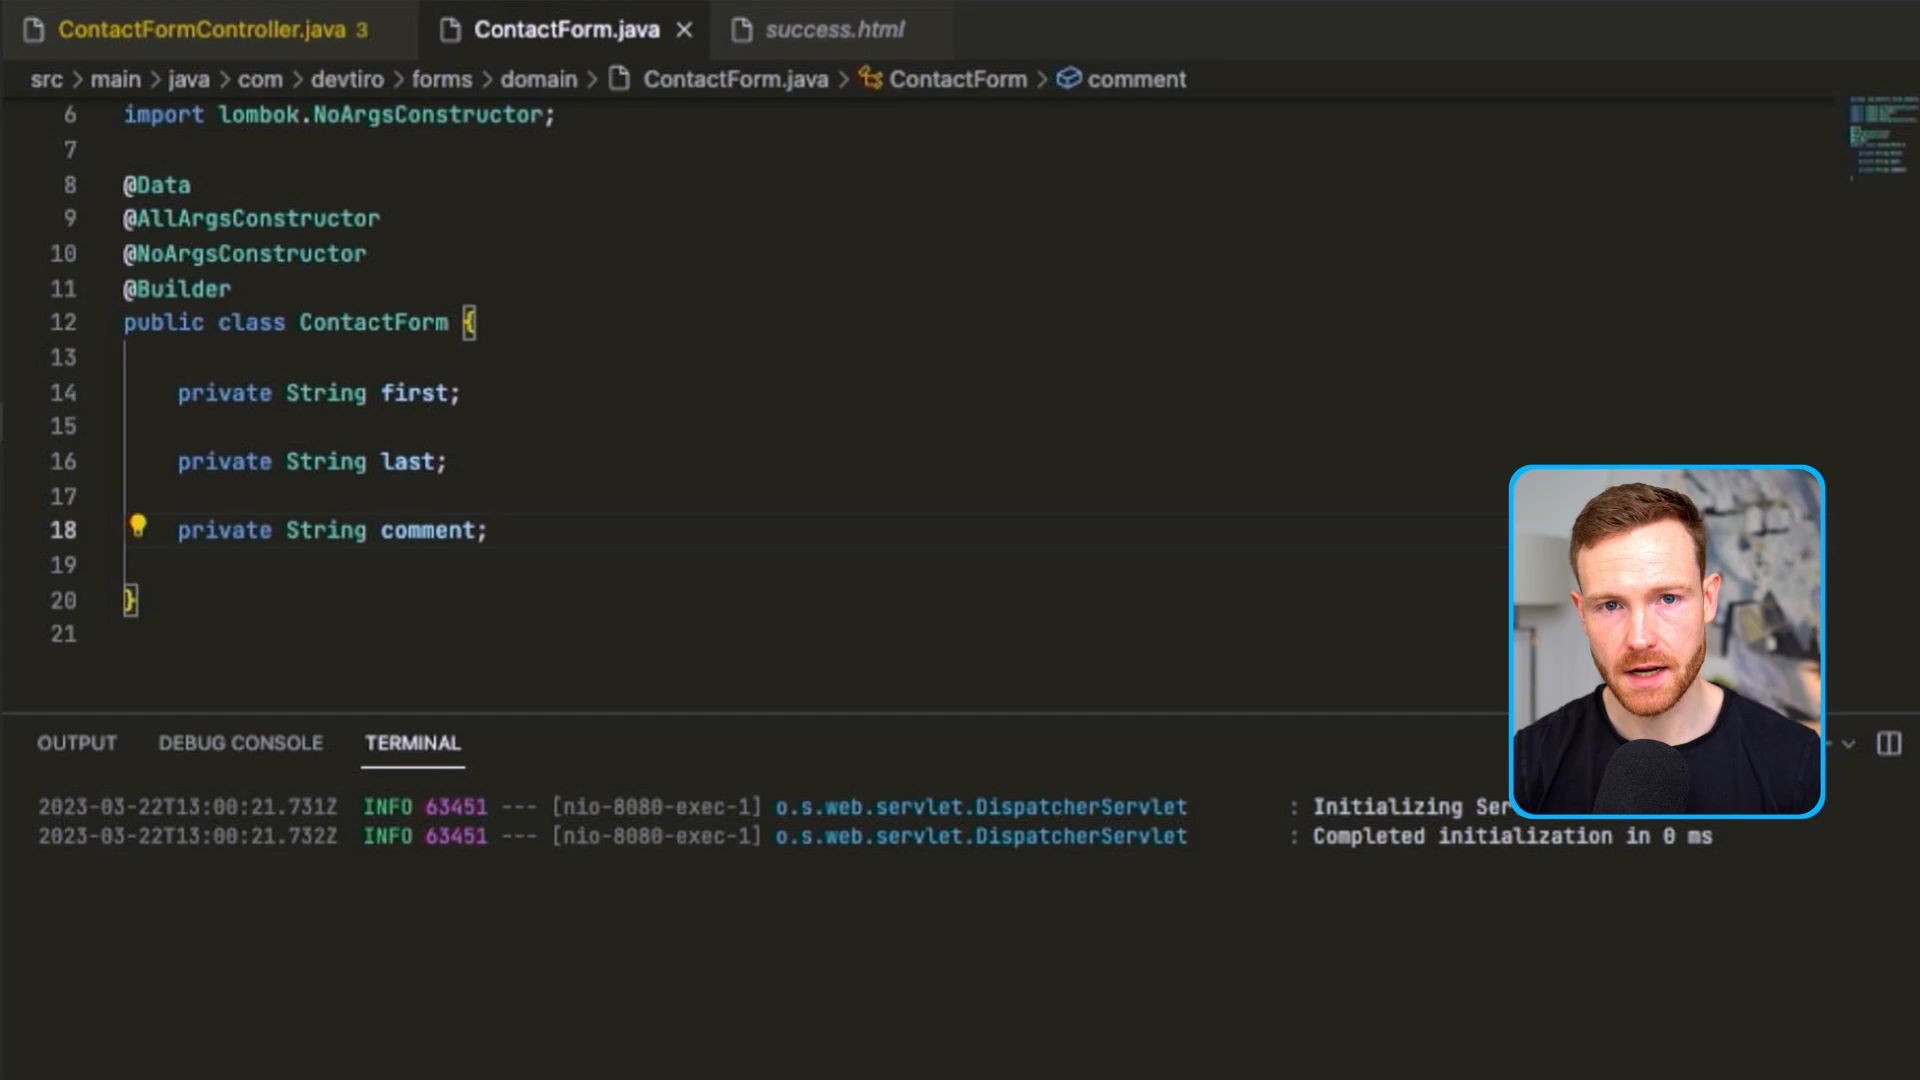 ContactFormController.java 3 ContactForm.java success.html
src > main > java > com > devtiro > forms > domain > ContactForm.java > ContactForm > comment
6 import lombok.NoArgsConstructor;
7
8 @Data
9 @AllArgsConstructor
10 @NoArgsConstructor
11 @Builder
12 public class ContactForm {
13
14 private String first;
15
16 private String last;
17
18 private String comment;
19
20 }
21
OUTPUT DEBUG CONSOLE TERMINAL
2023-03-22T13:00:21.731Z INFO 63451 --- [nio-8080-exec-1] o.s.web.servlet.DispatcherServlet : Initializing Ser
2023-03-22T13:00:21.732Z INFO 63451 --- [nio-8080-exec-1] o.s.web.servlet.DispatcherServlet : Completed initialization in 0 ms